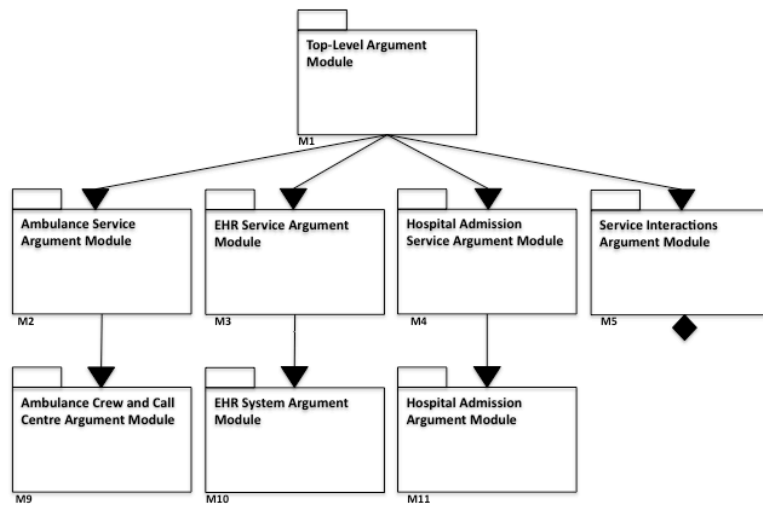 Top-Level Argument
Module
M1
Ambulance Service
Argument Module
M2
EHR Service Argument
Module
M3
Hospital Admission
Service Argument Module
M4
Service Interactions
Argument Module
M5
Ambulance Crew and Call
Centre Argument Module
M9
EHR System Argument
Module
M10
Hospital Admission
Argument Module
M11